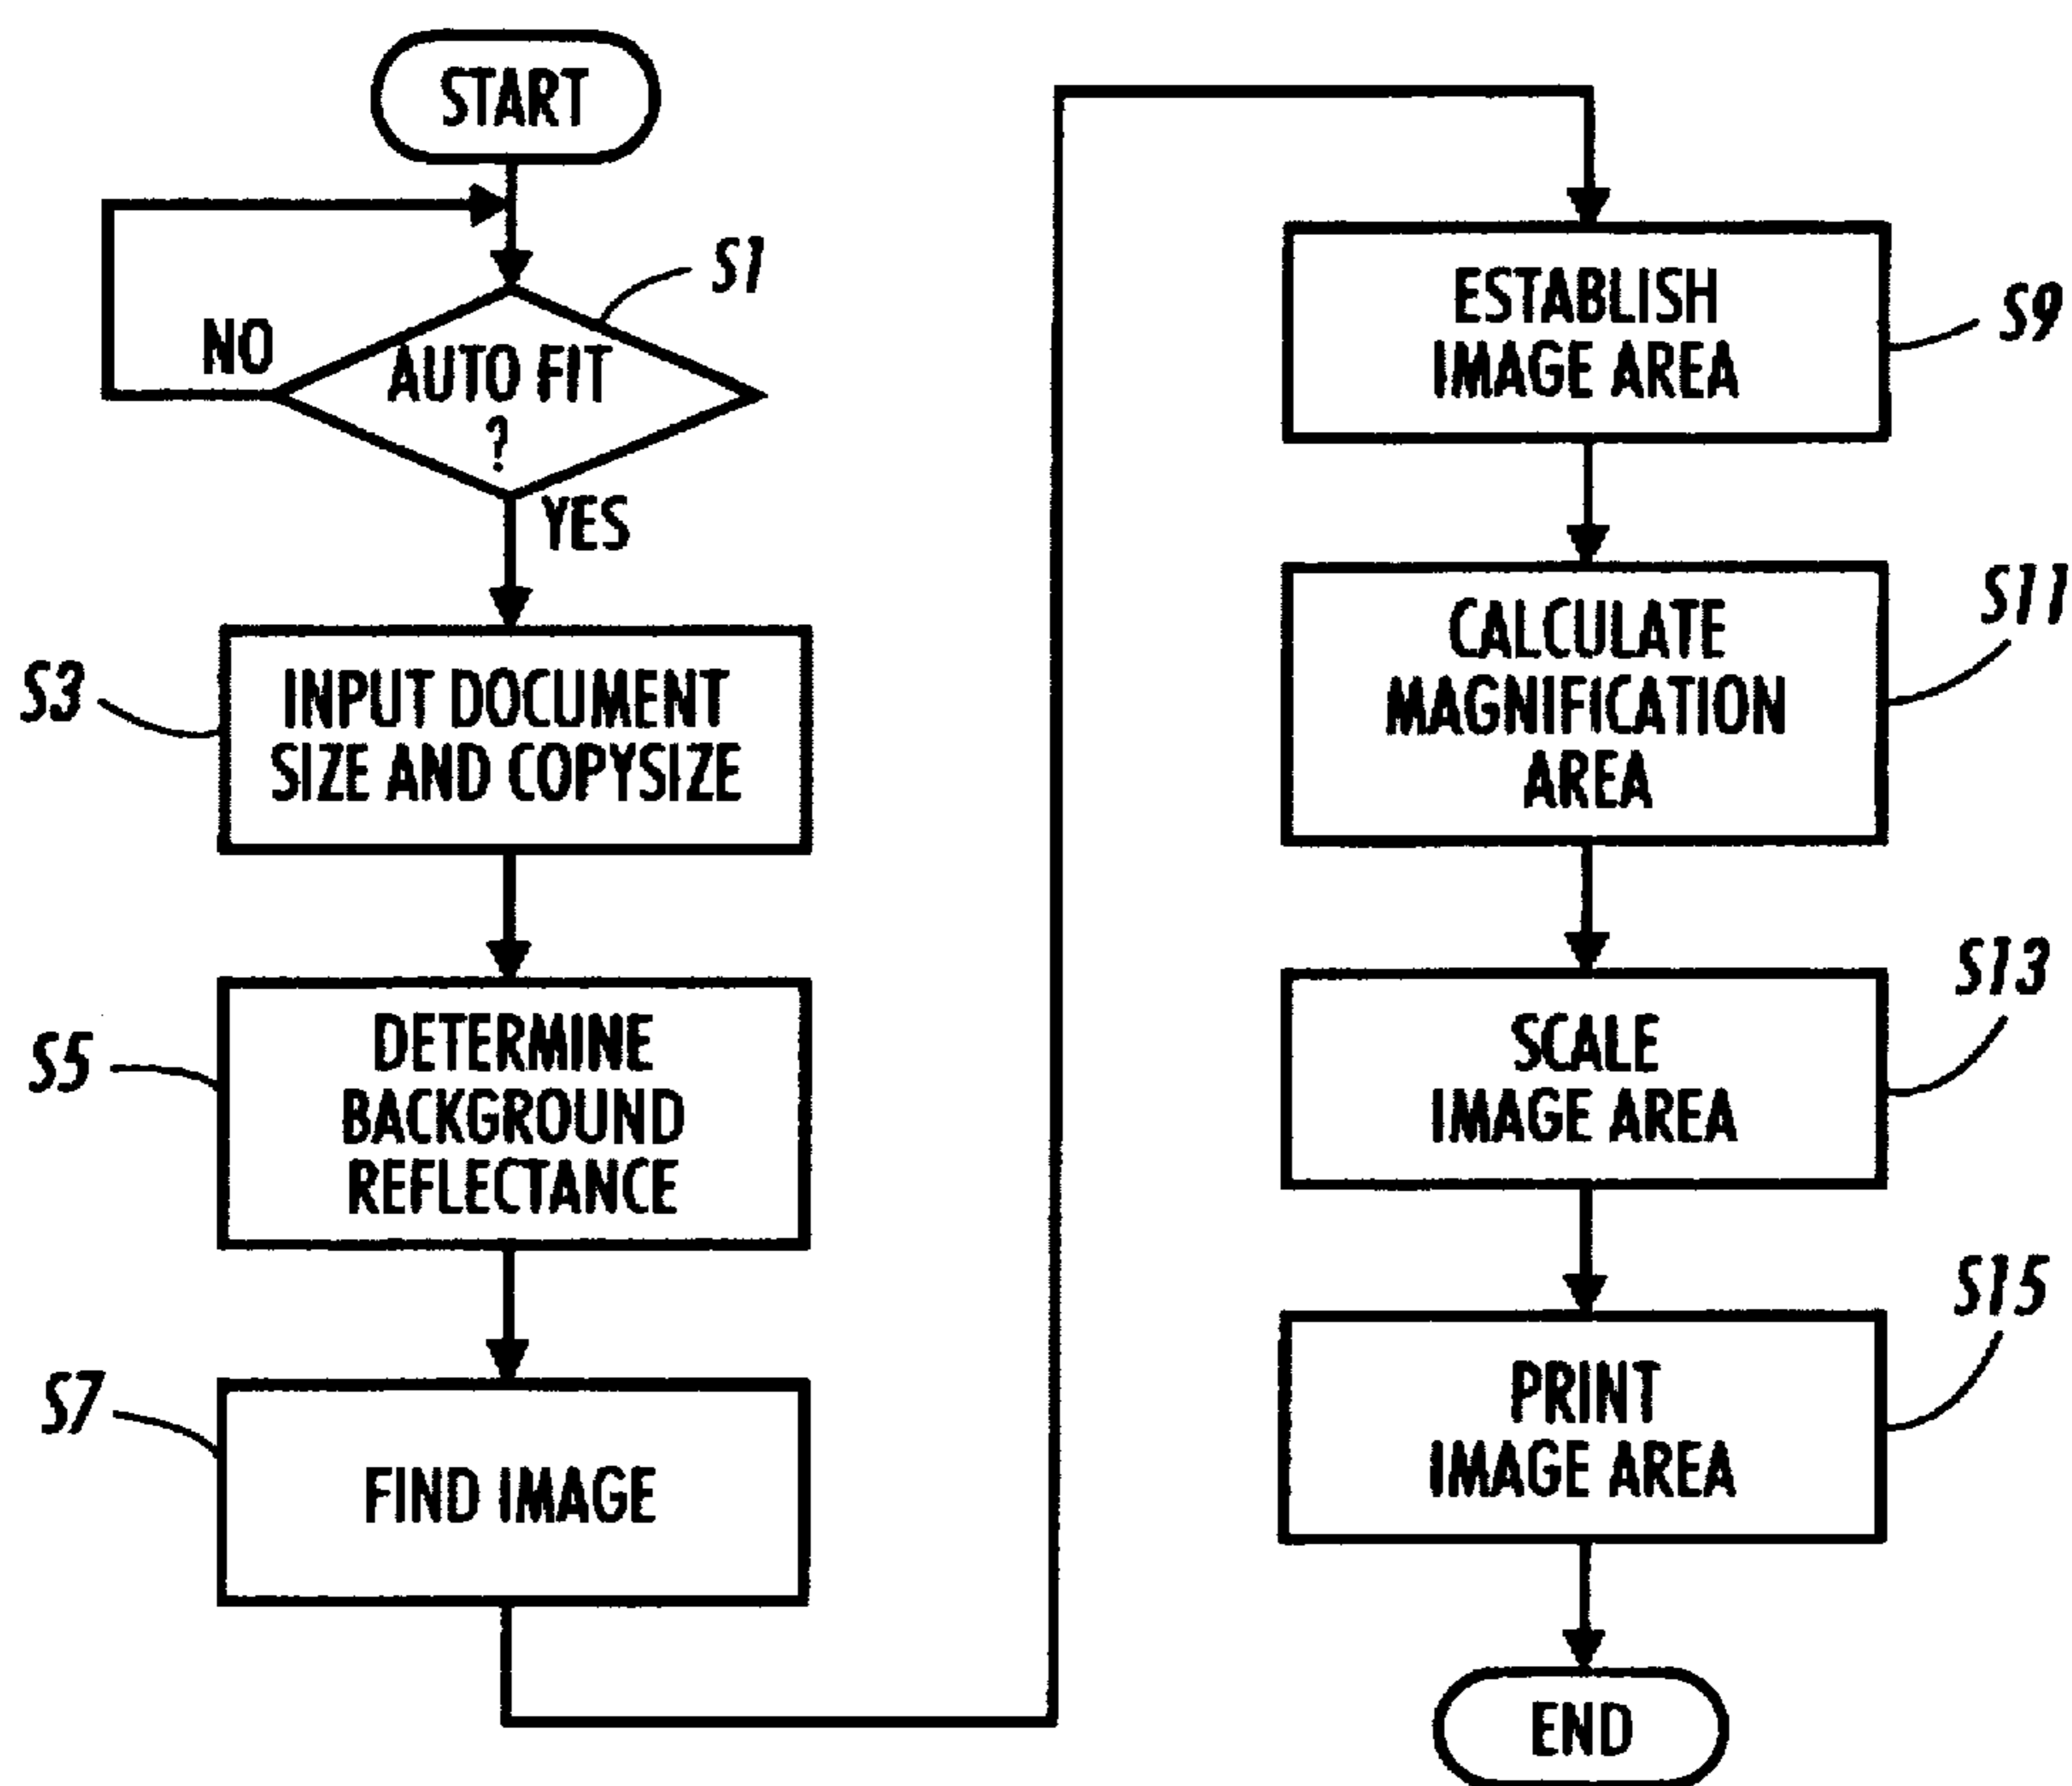 START
S1
NO
AUTO FIT
?
YES
S3
INPUT DOCUMENT
SIZE AND COPYSIZE
S5
DETERMINE
BACKGROUND
REFLECTANCE
S7
FIND IMAGE
ESTABLISH
IMAGE AREA
S9
CALCULATE
MAGNIFICATION
AREA
S11
SCALE
IMAGE AREA
S13
PRINT
IMAGE AREA
S15
END